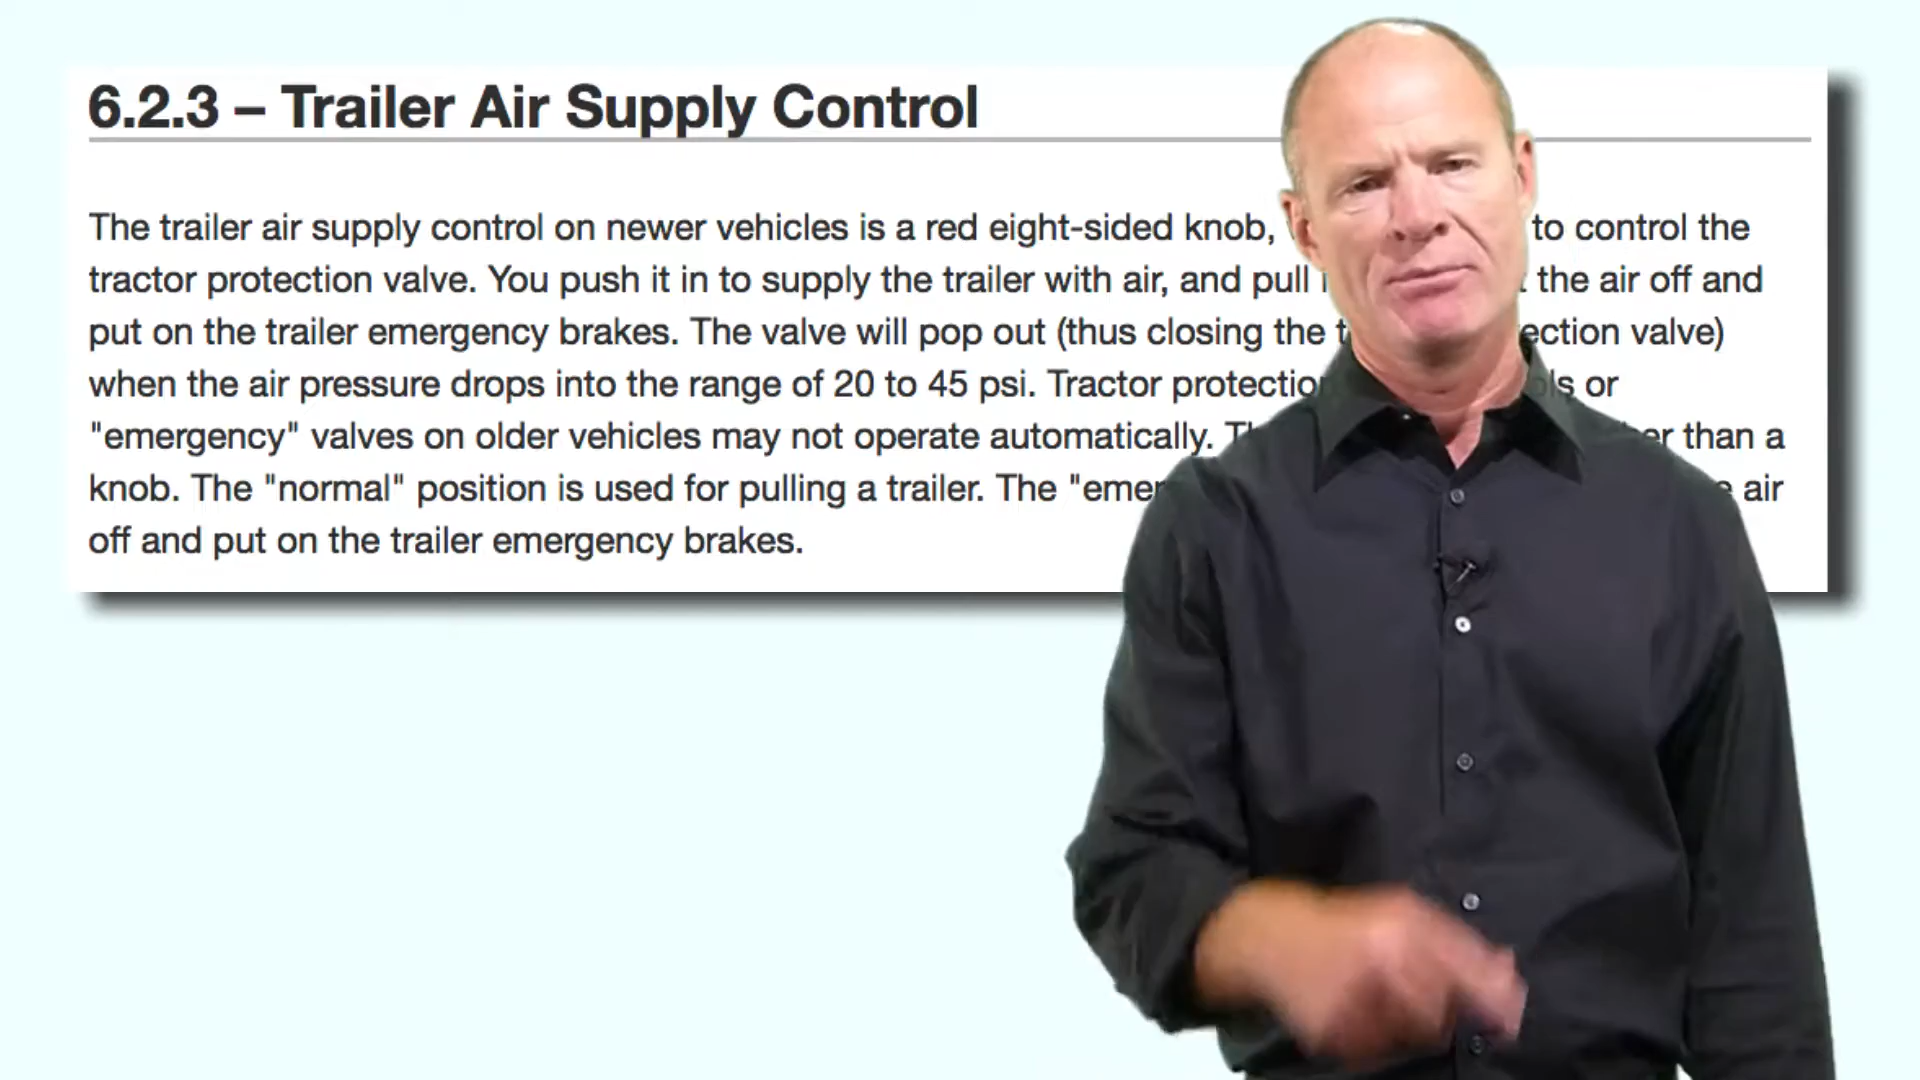 6.2.3 – Trailer Air Supply Control
The trailer air supply control on newer vehicles is a red eight-sided knob, to control the
tractor protection valve. You push it in to supply the trailer with air, and pull the air off and
put on the trailer emergency brakes. The valve will pop out (thus closing the valve)
when the air pressure drops into the range of 20 to 45 psi. Tractor or
"emergency" valves on older vehicles may not operate automatically. than a
knob. The "normal" position is used for pulling a trailer. The air
off and put on the trailer emergency brakes.